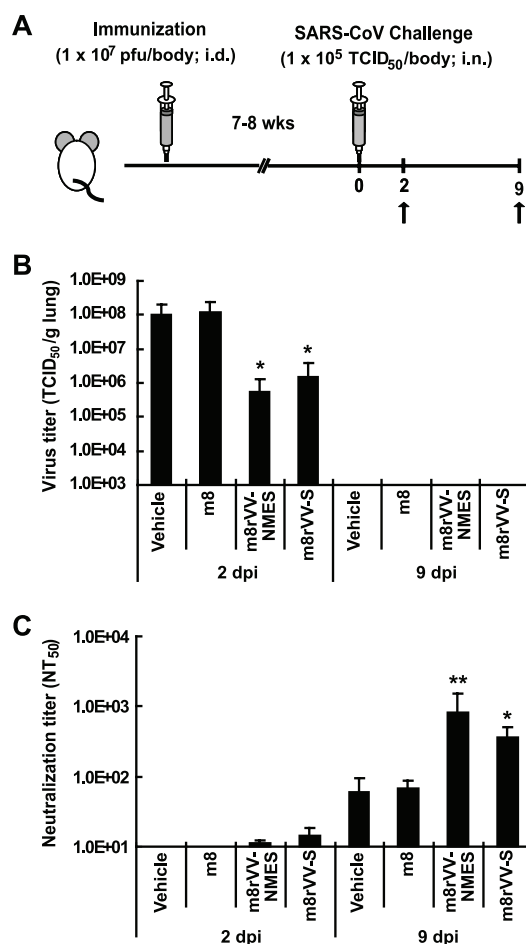 A
Immunization
(1 x 10⁷ pfu/body; i.d.)
SARS-CoV Challenge
(1 x 10⁵ TCID₅₀/body; i.n.)
7-8 wks
0
2
9
B
Virus titer (TCID₅₀/g lung)
1.0E+09
1.0E+08
1.0E+07
1.0E+06
1.0E+05
1.0E+04
1.0E+03
*
*
Vehicle
m8
m8rVV-
NMES
m8rVV-S
Vehicle
m8
m8rVV-
NMES
m8rVV-S
2 dpi
9 dpi
C
Neutralization titer (NT₅₀)
1.0E+04
1.0E+03
1.0E+02
1.0E+01
**
*
Vehicle
m8
m8rVV-
NMES
m8rVV-S
Vehicle
m8
m8rVV-
NMES
m8rVV-S
2 dpi
9 dpi